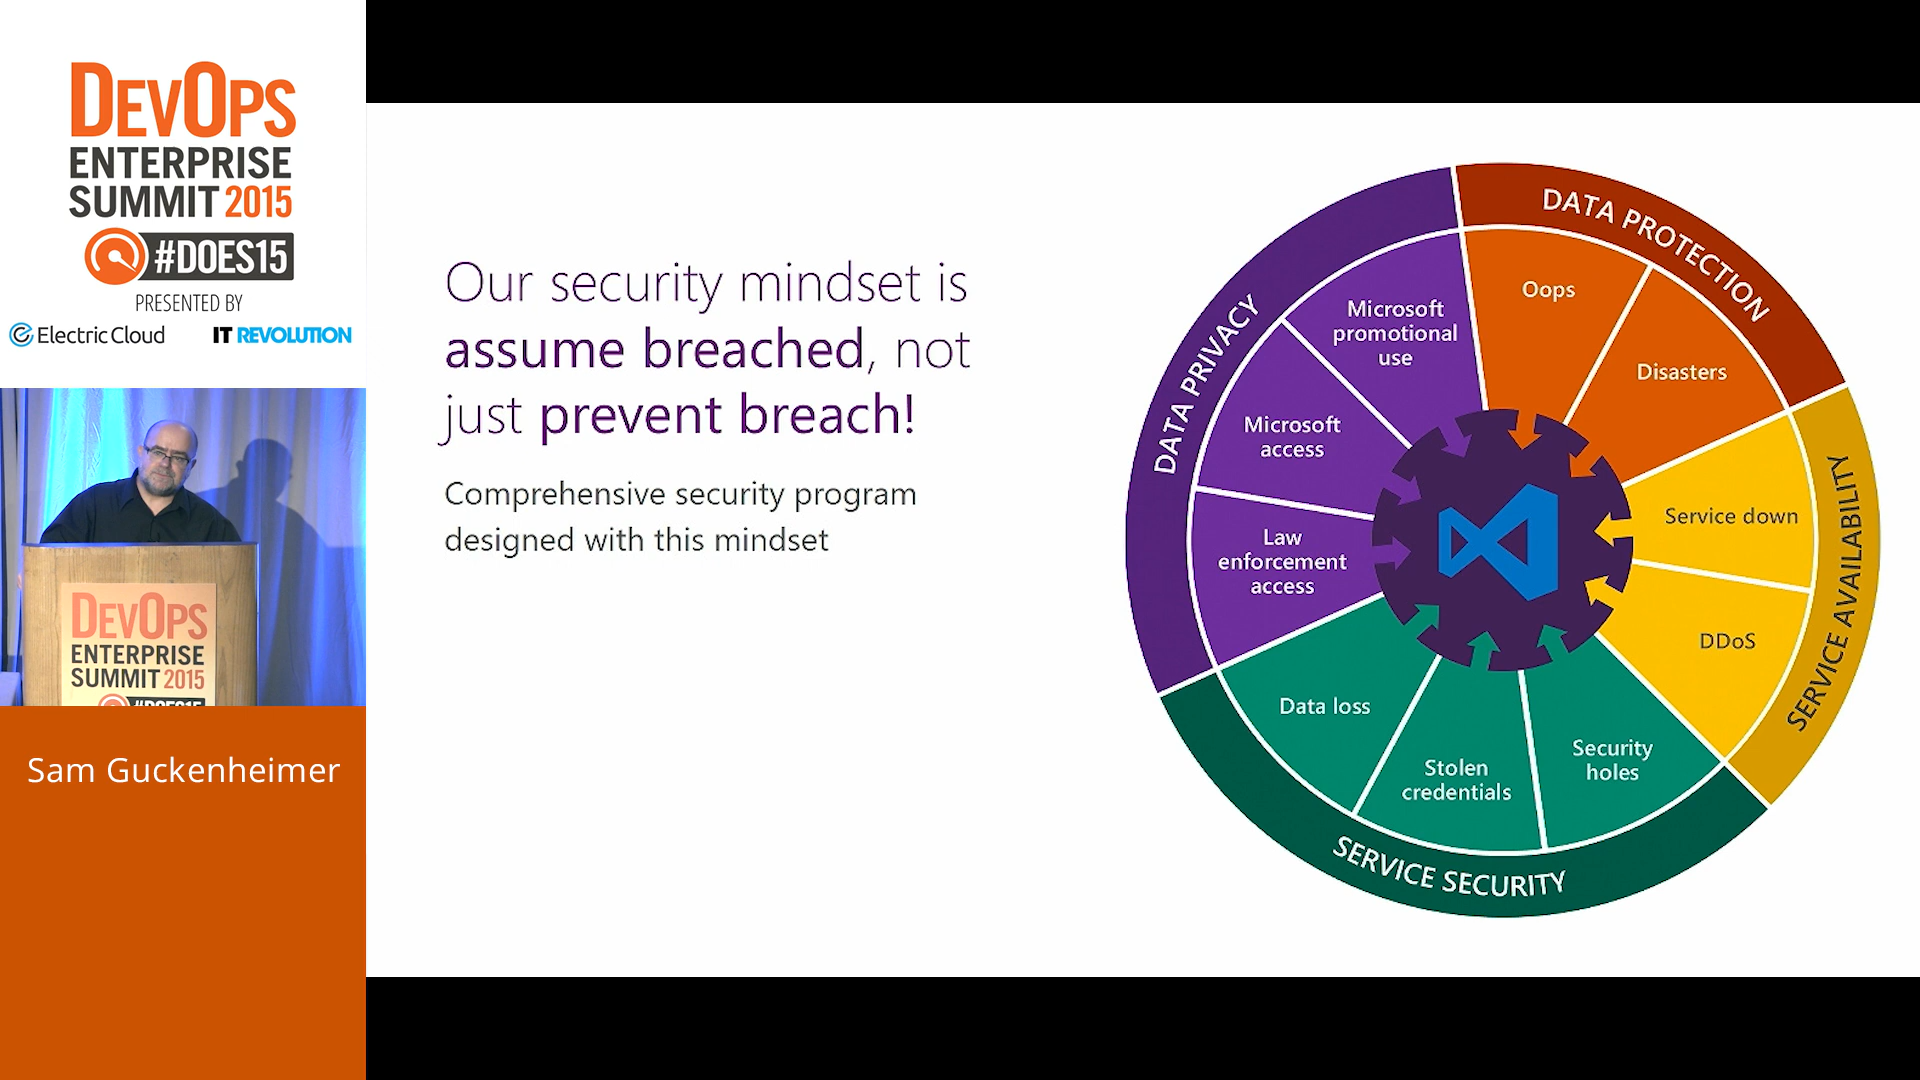 DEVOPS
ENTERPRISE
SUMMIT 2015
#DOES15
PRESENTED BY
Electric Cloud
IT REVOLUTION
DEVOPS
ENTERPRISE
SUMMIT 2015
#DOES15
Sam Guckenheimer
Our security mindset is
assume breached, not
just prevent breach!
Comprehensive security program
designed with this mindset
DATA PROTECTION
Oops
Disasters
SERVICE AVAILABILITY
Service down
DDoS
SERVICE SECURITY
Security
holes
Stolen
credentials
Data loss
DATA PRIVACY
Law
enforcement
access
Microsoft
access
Microsoft
promotional
use